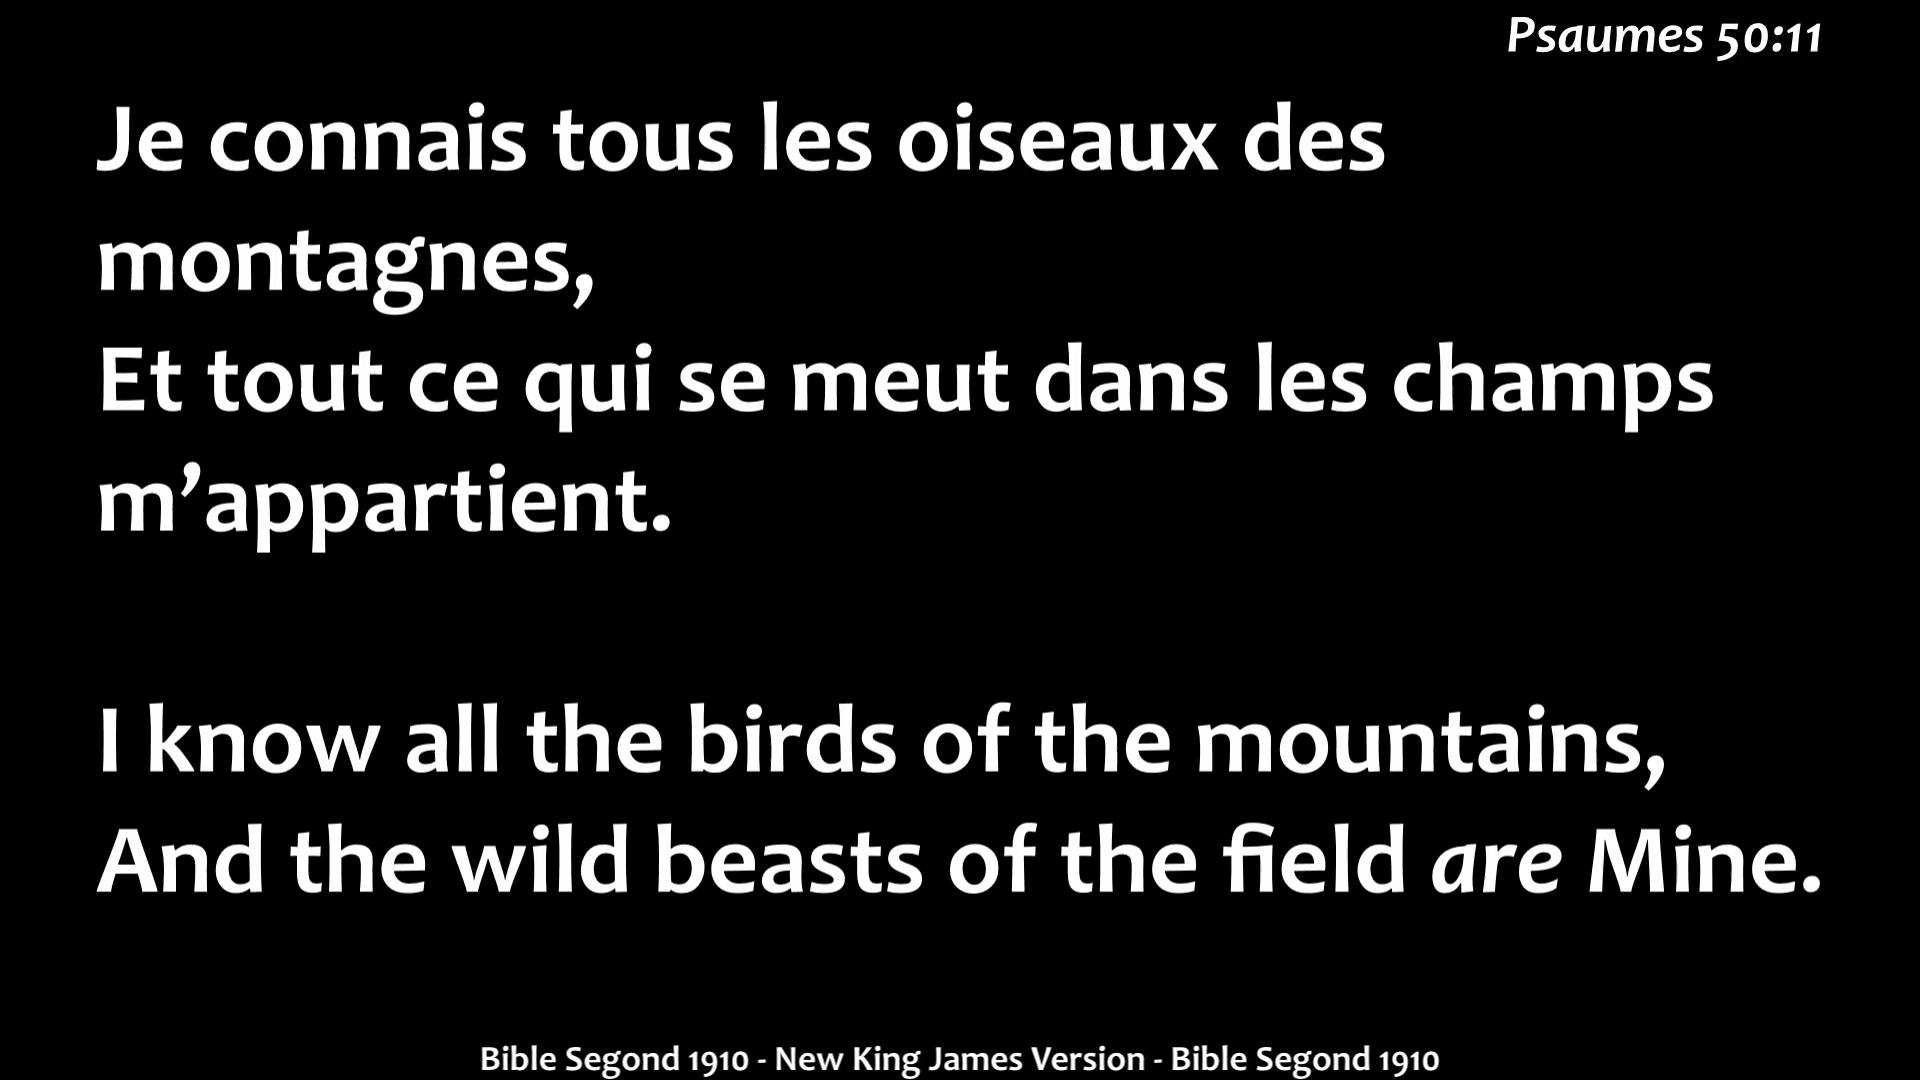 Psaumes 50:11
Je connais tous les oiseaux des
montagnes,
Et tout ce qui se meut dans les champs
m’appartient.
I know all the birds of the mountains,
And the wild beasts of the field are Mine.
Bible Segond 1910 - New King James Version - Bible Segond 1910